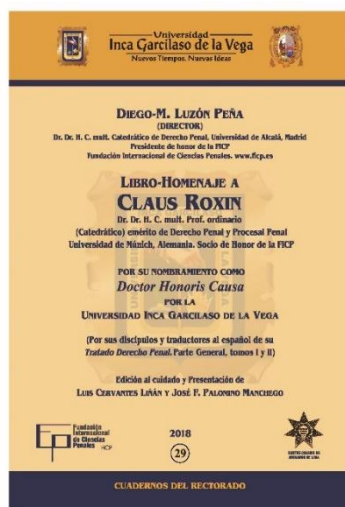 Universidad
Inca Garcilaso de la Vega
Nuevos Tiempos. Nuevas Ideas
DIEGO-M. LUZÓN PEÑA
(DIRECTOR)
Dr. Dr. H. C. mult. Catedrático de Derecho Penal, Universidad de Alcalá, Madrid
Presidente de honor de la FICP
Fundación Internacional de Ciencias Penales. www.ficp.es
LIBRO-HOMENAJE A
CLAUS ROXIN
Dr. Dr. H. C. mult. Prof. ordinario
(Catedrático) emérito de Derecho Penal y Procesal Penal
Universidad de Múnich, Alemania. Socio de Honor de la FICP
POR SU NOMBRAMIENTO COMO
Doctor Honoris Causa
POR LA
UNIVERSIDAD INCA GARCILASO DE LA VEGA
(Por sus discípulos y traductores al español de su
Tratado Derecho Penal. Parte General, tomos I y II)
Edición al cuidado y Presentación de
LUIS CERVANTES LIÑÁN Y JOSÉ F. PALOMINO MANCHEGO
Fundación
Internacional
de Ciencias
Penales
FICP
2018
29
CUADERNOS DEL RECTORADO